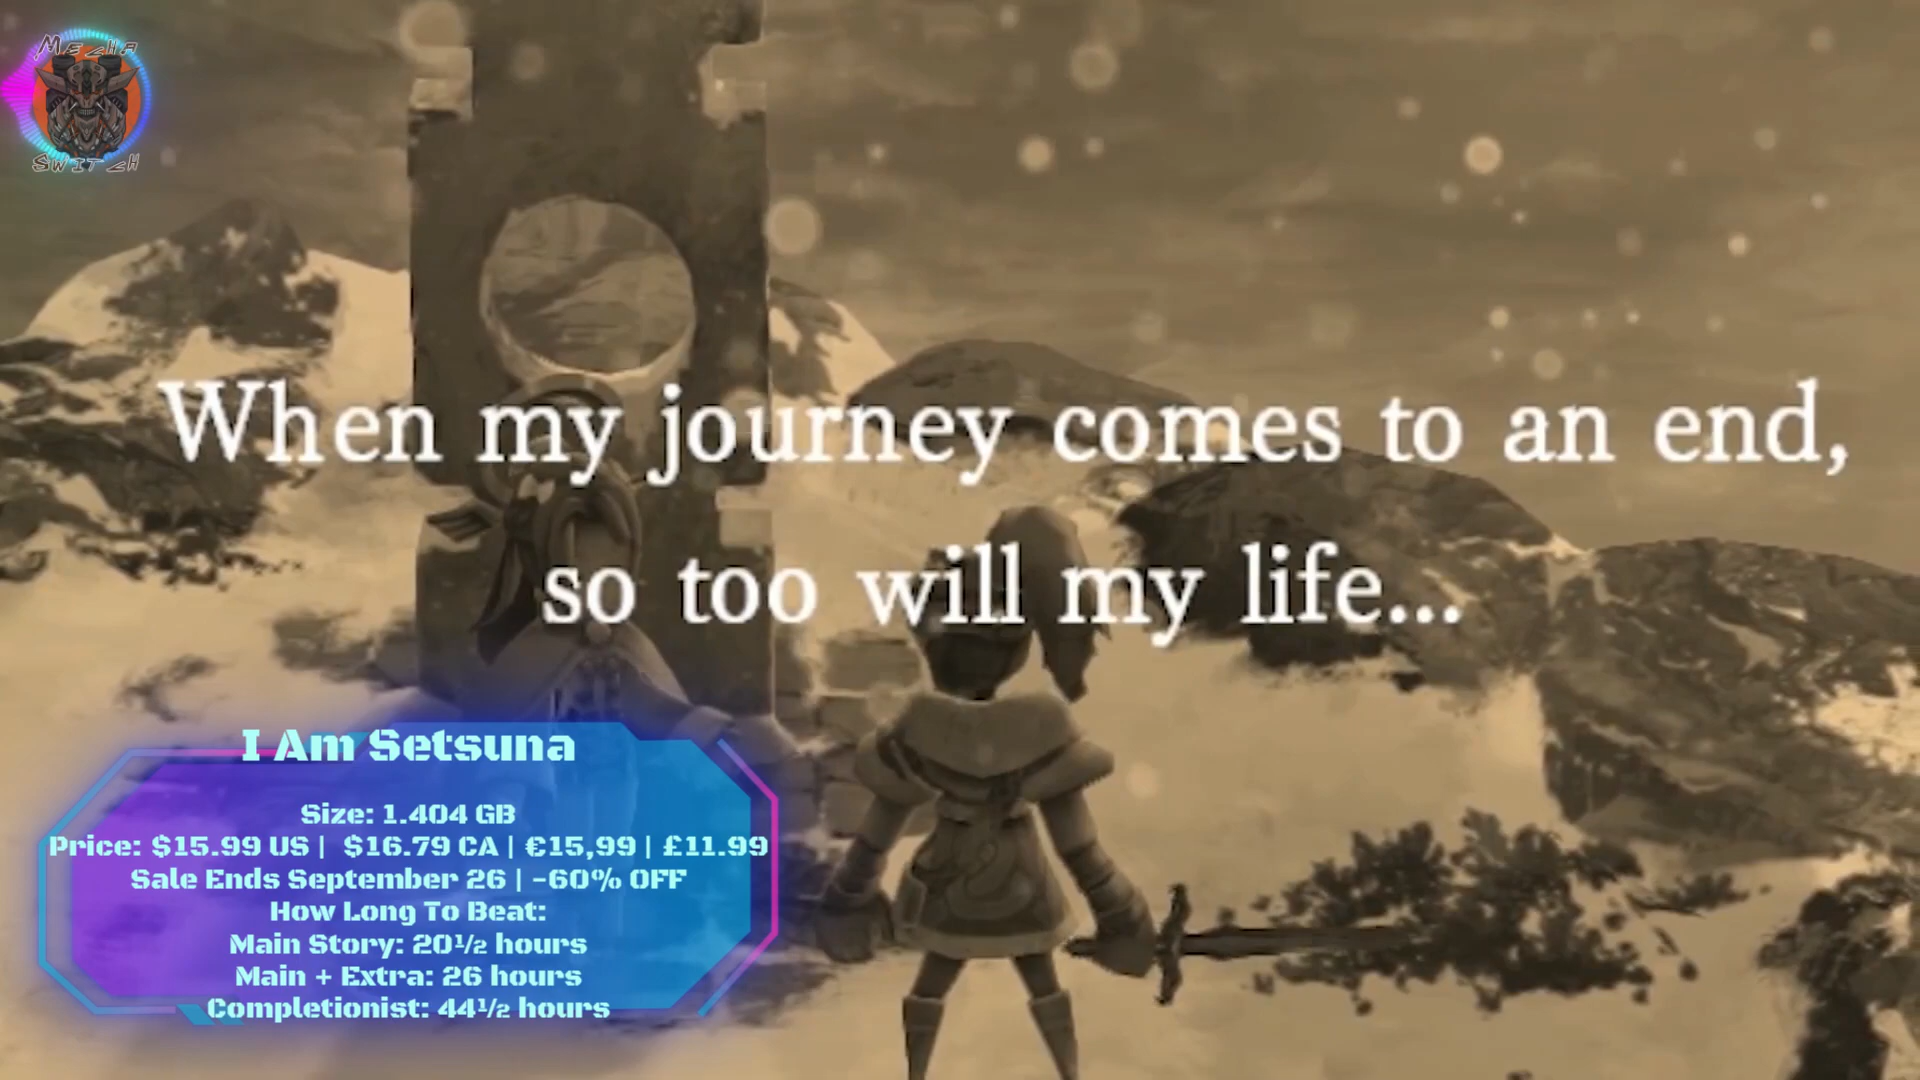 Mecha
Switch
When my journey comes to an end,
so too will my life...
I Am Setsuna
Size: 1.404 GB
Price: $15.99 US | $16.79 CA | €15,99 | £11.99
Sale Ends September 26 | -60% OFF
How Long To Beat:
Main Story: 20½ hours
Main + Extra: 26 hours
Completionist: 44½ hours